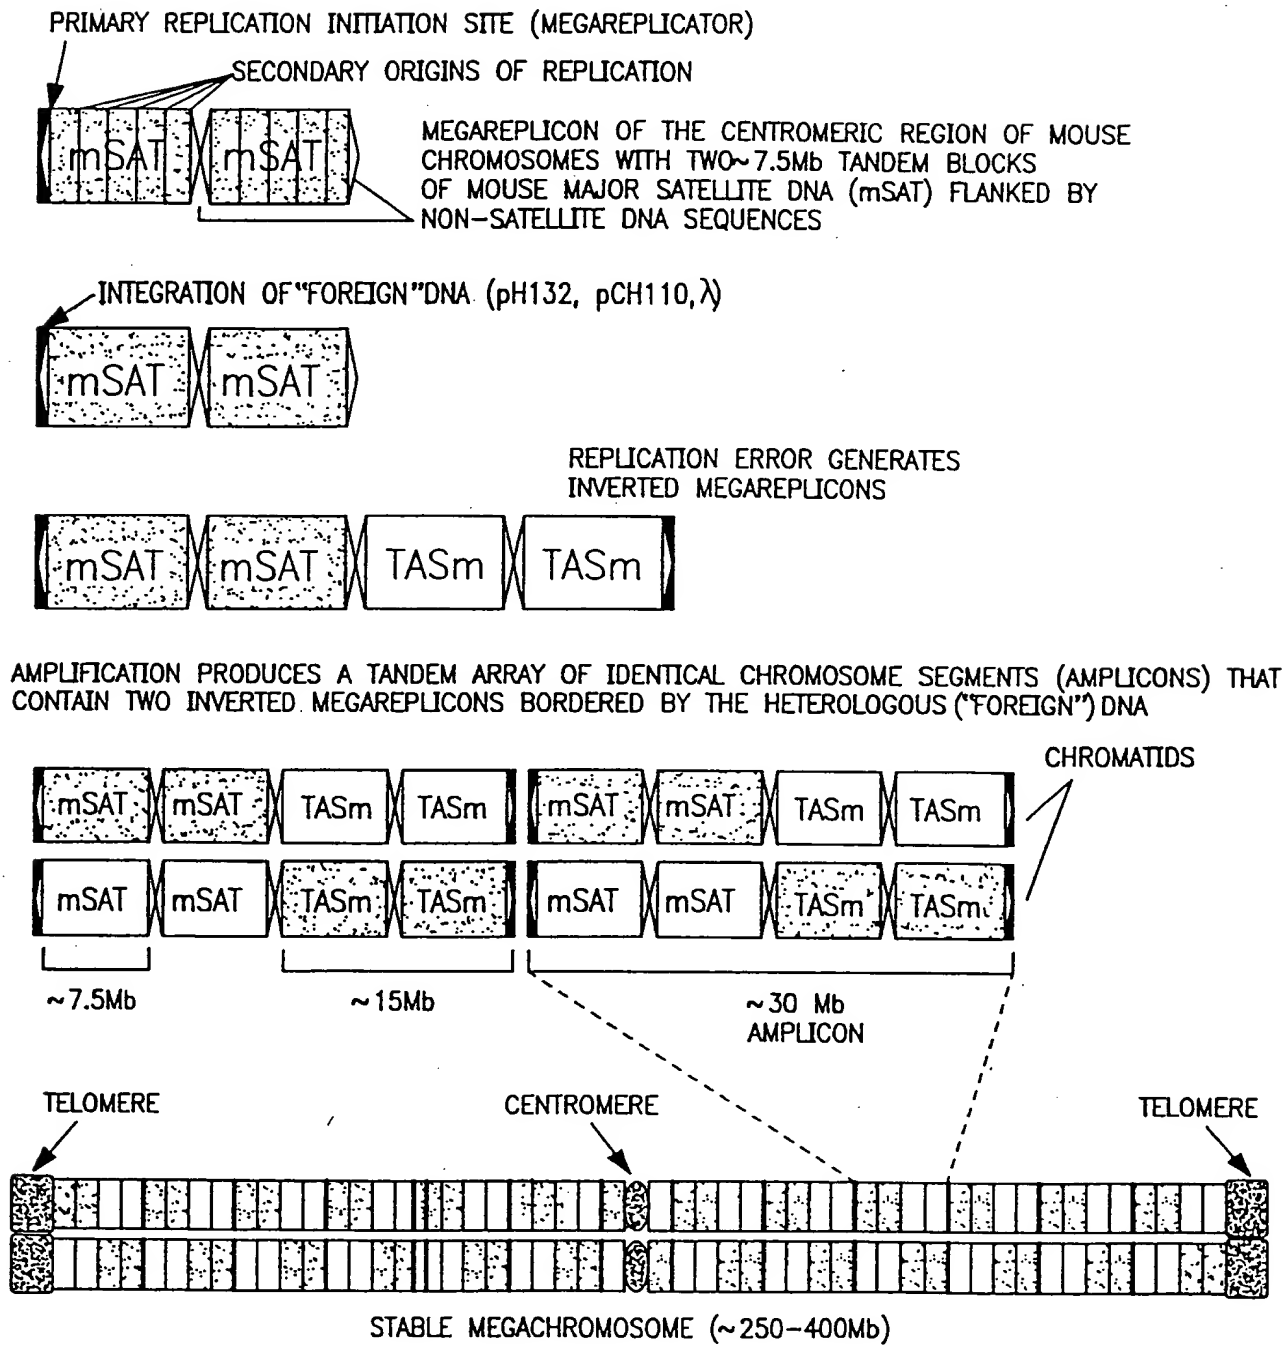 PRIMARY REPLICATION INITIATION SITE (MEGAREPLICATOR)
SECONDARY ORIGINS OF REPLICATION
mSAT mSAT
MEGAREPLICON OF THE CENTROMERIC REGION OF MOUSE
CHROMOSOMES WITH TWO~7.5Mb TANDEM BLOCKS
OF MOUSE MAJOR SATELLITE DNA (mSAT) FLANKED BY
NON-SATELLITE DNA SEQUENCES
INTEGRATION OF "FOREIGN" DNA (pH132, pCH110, λ)
mSAT mSAT
REPLICATION ERROR GENERATES
INVERTED MEGAREPLICONS
mSAT mSAT TASm TASm
AMPLIFICATION PRODUCES A TANDEM ARRAY OF IDENTICAL CHROMOSOME SEGMENTS (AMPLICONS) THAT
CONTAIN TWO INVERTED MEGAREPLICONS BORDERED BY THE HETEROLOGOUS ("FOREIGN") DNA
CHROMATIDS
mSAT mSAT TASm TASm mSAT mSAT TASm TASm
mSAT mSAT TASm TASm mSAT mSAT TASm TASm
~7.5Mb ~15Mb ~30 Mb
AMPLICON
TELOMERE CENTROMERE TELOMERE
STABLE MEGACHROMOSOME (~250-400Mb)